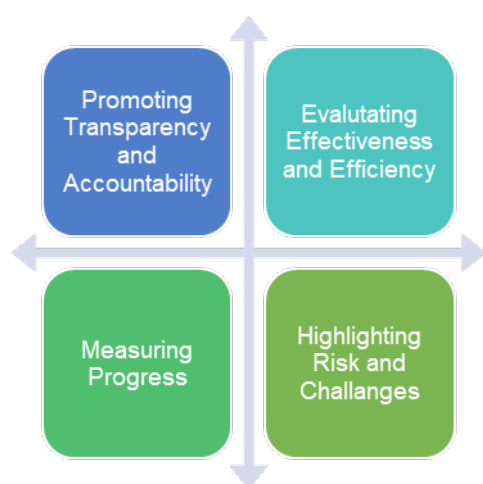 Promoting
Transparency
and
Accountability
Evalutating
Effectiveness
and Efficiency
Measuring
Progress
Highlighting
Risk and
Challanges